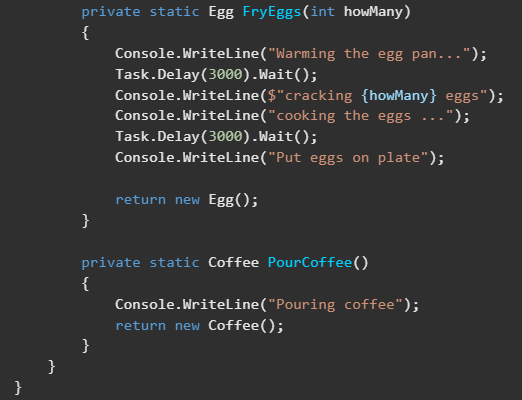 private static Egg FryEggs(int howMany)
{
Console.WriteLine("Warming the egg pan...");
Task.Delay(3000).Wait();
Console.WriteLine($"cracking {howMany} eggs");
Console.WriteLine("cooking the eggs ...");
Task.Delay(3000).Wait();
Console.WriteLine("Put eggs on plate");
return new Egg();
}
private static Coffee PourCoffee()
{
Console.WriteLine("Pouring coffee");
return new Coffee();
}
}
}